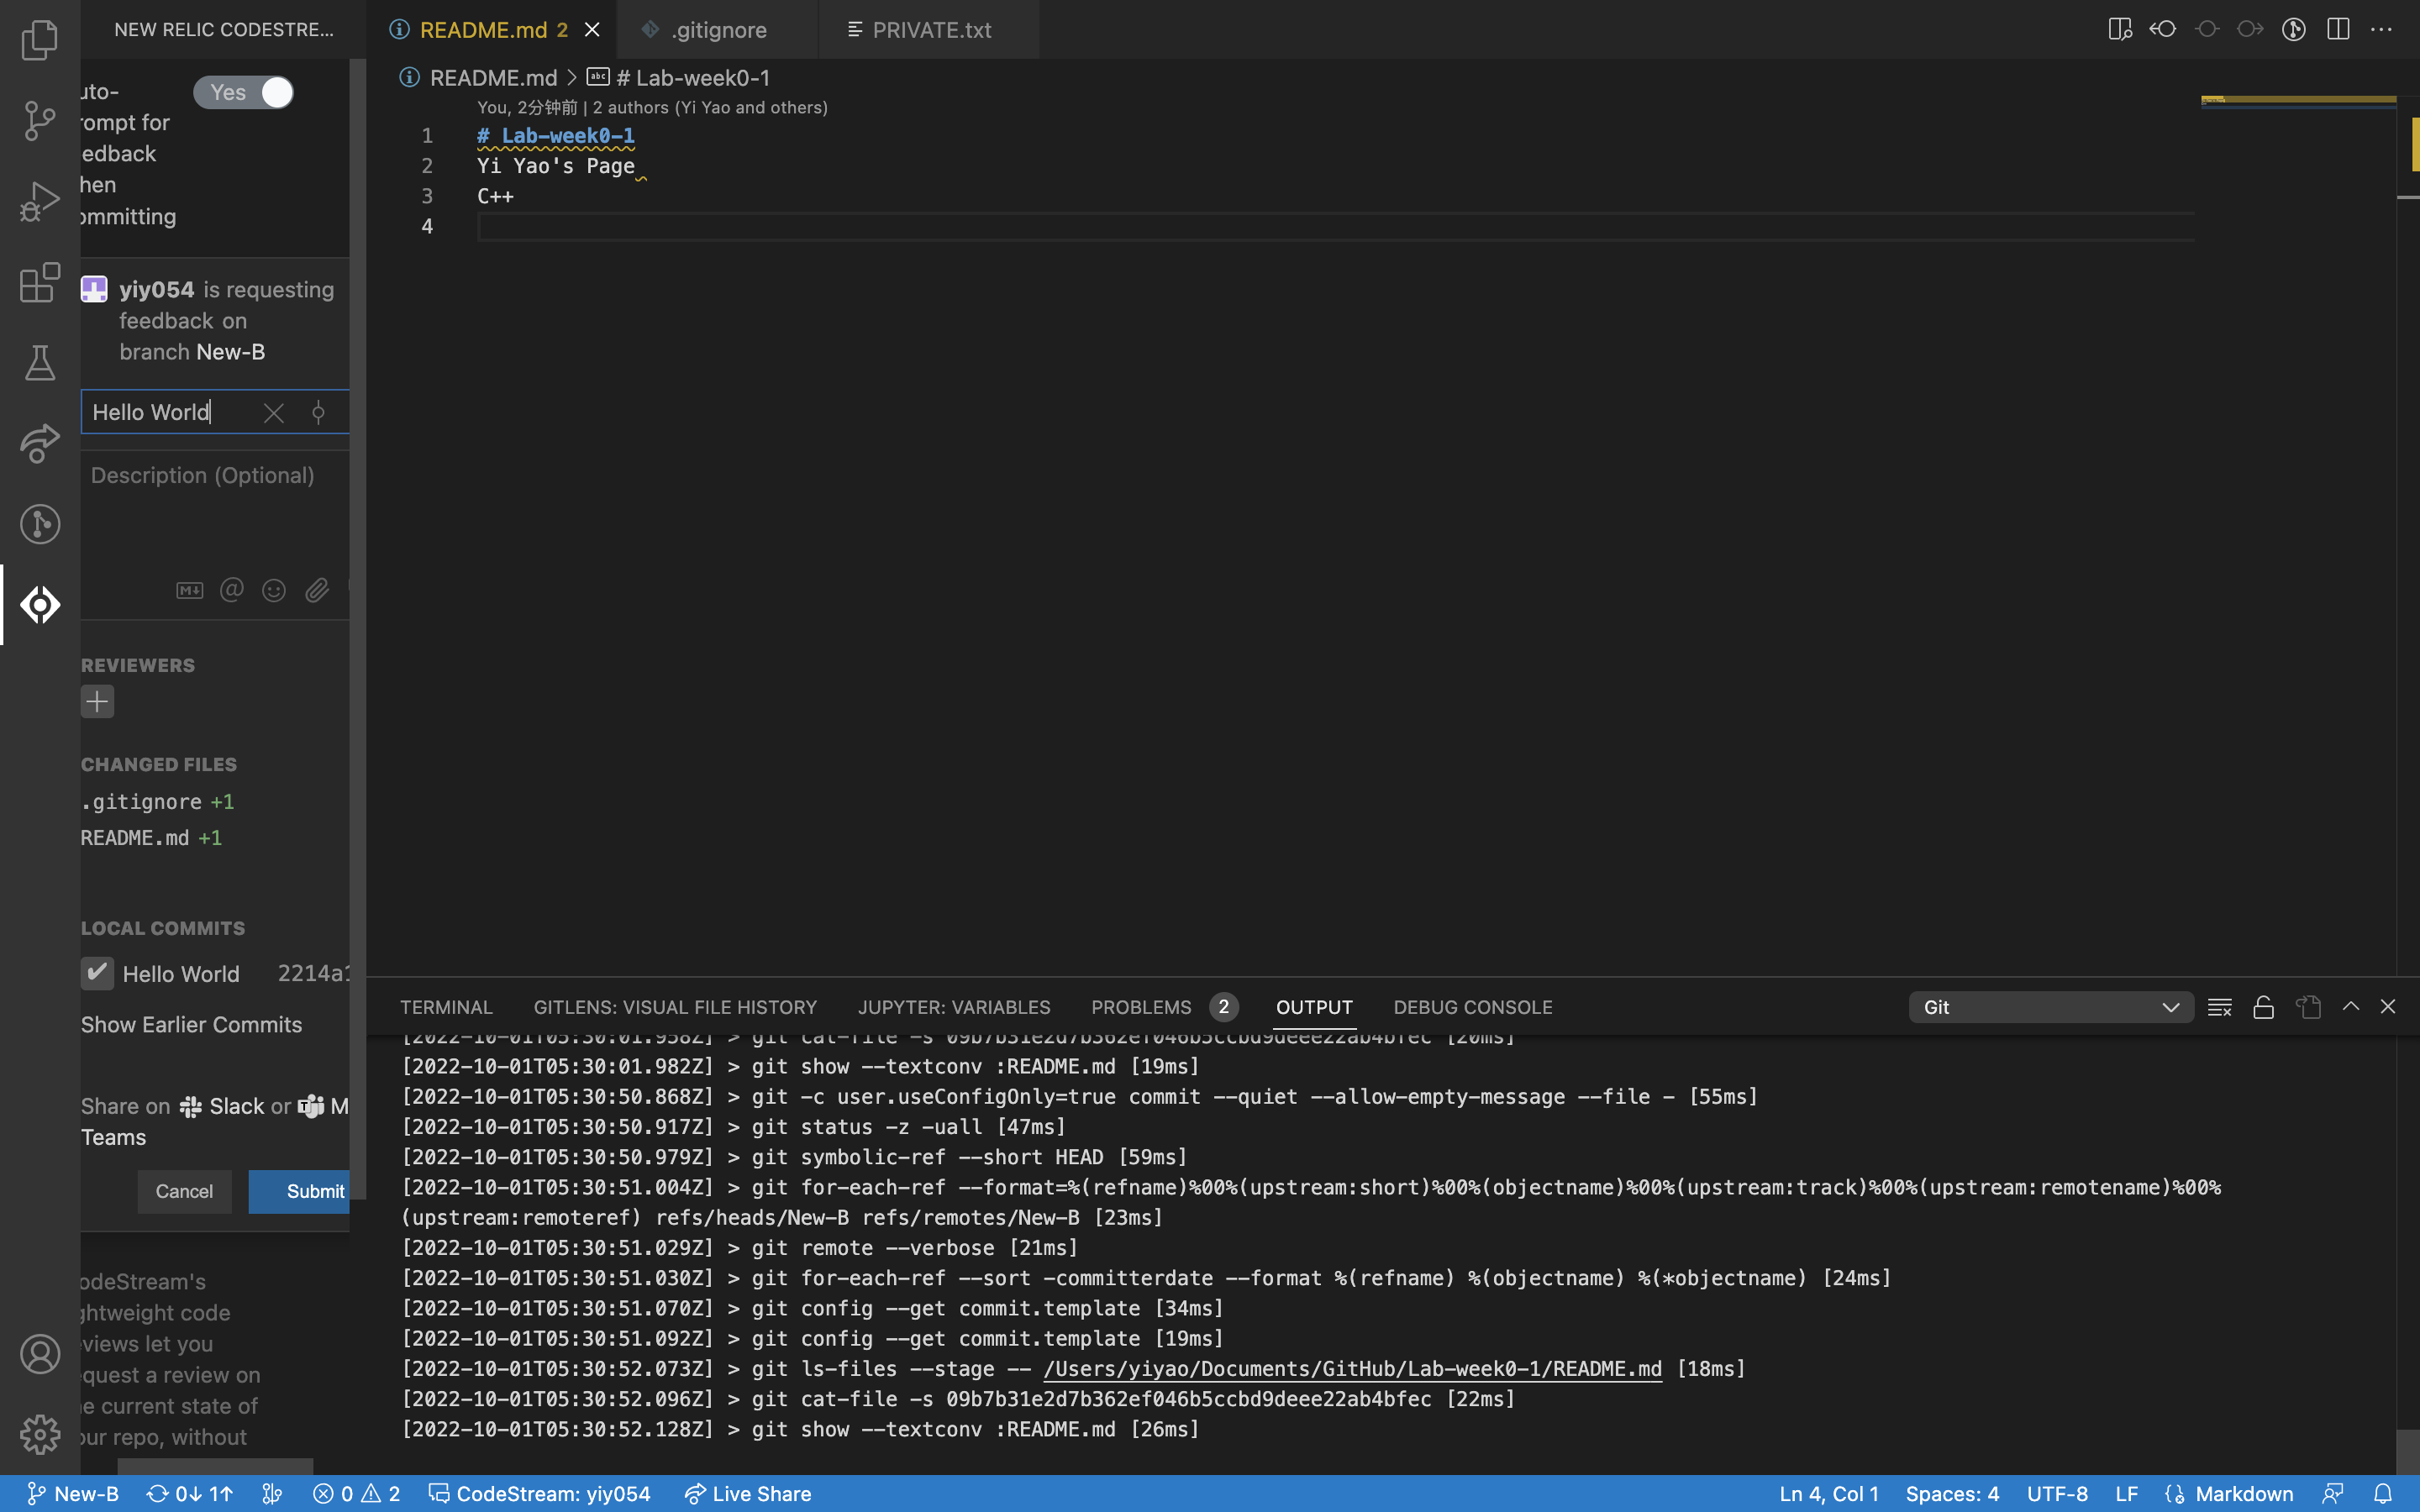 NEW RELIC CODESTRE...
README.md 2
.gitignore
PRIVATE.txt
uto-
rompt for
edback
hen
ommitting
Yes
yiy054 is requesting
feedback on
branch New-B
Hello World
Description (Optional)
REVIEWERS
CHANGED FILES
.gitignore +1
README.md +1
LOCAL COMMITS
Hello World 2214a1
Show Earlier Commits
Share on Slack or M
Teams
Cancel
Submit
odeStream's
ghtweight code
eviews let you
quest a review on
e current state of
our repo, without
README.md > # Lab-week0-1
You, 2分钟前 | 2 authors (Yi Yao and others)
1 # Lab-week0-1
2 Yi Yao's Page
3 C++
4
TERMINAL GITLENS: VISUAL FILE HISTORY JUPYTER: VARIABLES PROBLEMS 2 OUTPUT DEBUG CONSOLE
Git
[2022-10-01T05:30:01.958Z] > git cat-file -s 09b7b31e2d7b362ef046b5ccbd9deee22ab4bfec [20ms]
[2022-10-01T05:30:01.982Z] > git show --textconv :README.md [19ms]
[2022-10-01T05:30:50.868Z] > git -c user.useConfigOnly=true commit --quiet --allow-empty-message --file - [55ms]
[2022-10-01T05:30:50.917Z] > git status -z -uall [47ms]
[2022-10-01T05:30:50.979Z] > git symbolic-ref --short HEAD [59ms]
[2022-10-01T05:30:51.004Z] > git for-each-ref --format=%(refname)%00%(upstream:short)%00%(objectname)%00%(upstream:track)%00%(upstream:remotename)%00%
(upstream:remoteref) refs/heads/New-B refs/remotes/New-B [23ms]
[2022-10-01T05:30:51.029Z] > git remote --verbose [21ms]
[2022-10-01T05:30:51.030Z] > git for-each-ref --sort -committerdate --format %(refname) %(objectname) %(*objectname) [24ms]
[2022-10-01T05:30:51.070Z] > git config --get commit.template [34ms]
[2022-10-01T05:30:51.092Z] > git config --get commit.template [19ms]
[2022-10-01T05:30:52.073Z] > git ls-files --stage -- /Users/yiyao/Documents/GitHub/Lab-week0-1/README.md [18ms]
[2022-10-01T05:30:52.096Z] > git cat-file -s 09b7b31e2d7b362ef046b5ccbd9deee22ab4bfec [22ms]
[2022-10-01T05:30:52.128Z] > git show --textconv :README.md [26ms]
New-B 0↓ 1↑ 0 2 CodeStream: yiy054 Live Share
Ln 4, Col 1 Spaces: 4 UTF-8 LF Markdown